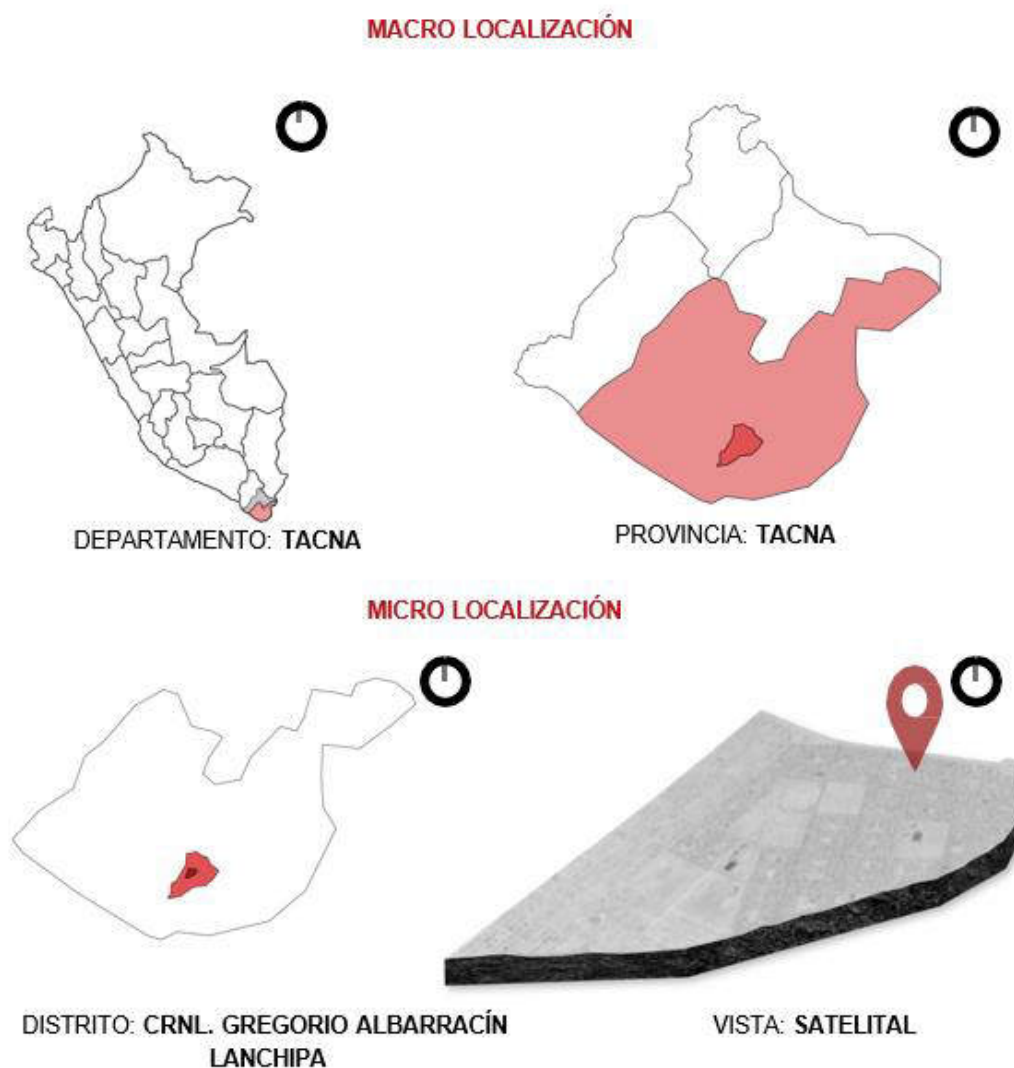 MACRO LOCALIZACIÓN
DEPARTAMENTO: TACNA
PROVINCIA: TACNA
MICRO LOCALIZACIÓN
DISTRITO: CRNL. GREGORIO ALBARRACÍN
LANCHIPA
VISTA: SATELITAL